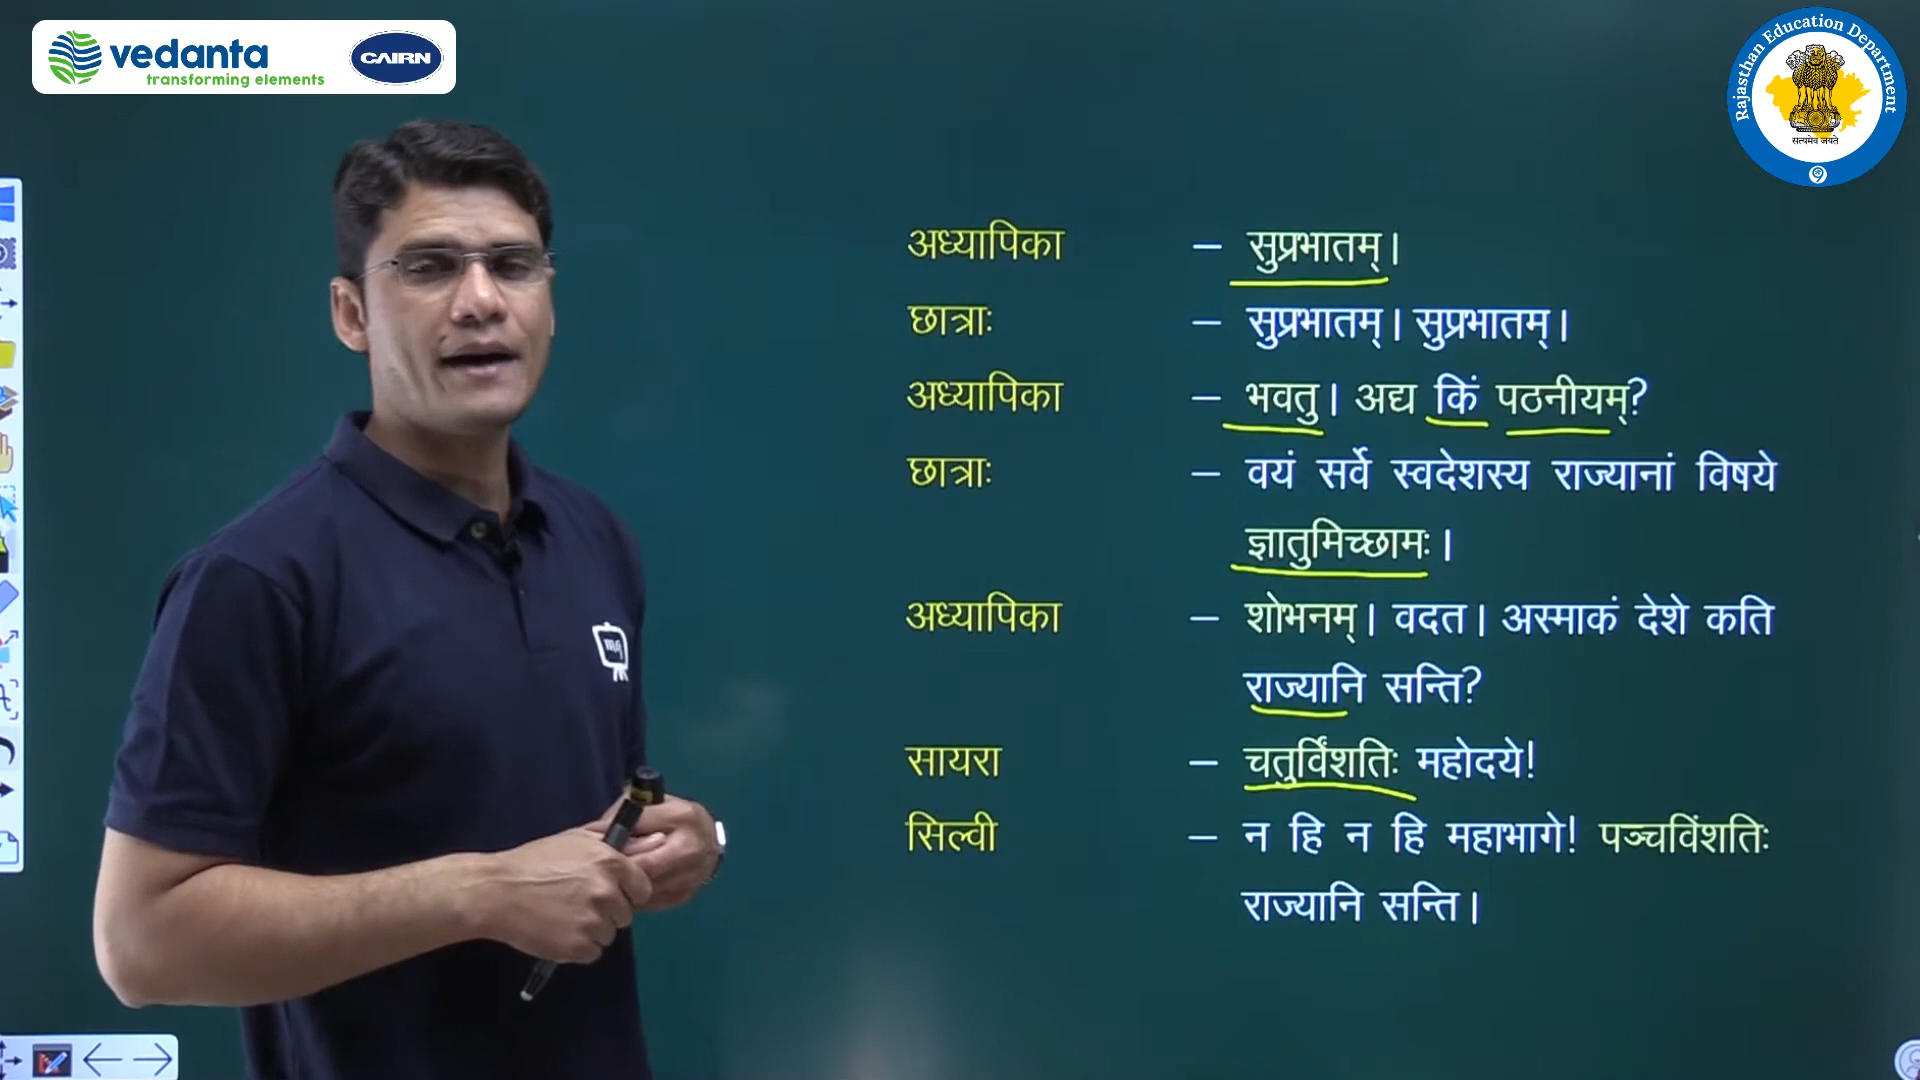 vedanta
transforming elements
CAIRN
Rajasthan Education Department
सत्यमेव जयते
अध्यापिका – सुप्रभातम्।
छात्राः – सुप्रभातम्। सुप्रभातम्।
अध्यापिका – भवतु। अद्य किं पठनीयम्?
छात्राः – वयं सर्वे स्वदेशस्य राज्यानां विषये
ज्ञातुमिच्छामः।
अध्यापिका – शोभनम्। वदत। अस्माकं देशे कति
राज्यानि सन्ति?
सायरा – चतुर्विंशतिः महोदये!
सिल्वी – न हि न हि महाभागे! पञ्चविंशतिः
राज्यानि सन्ति।